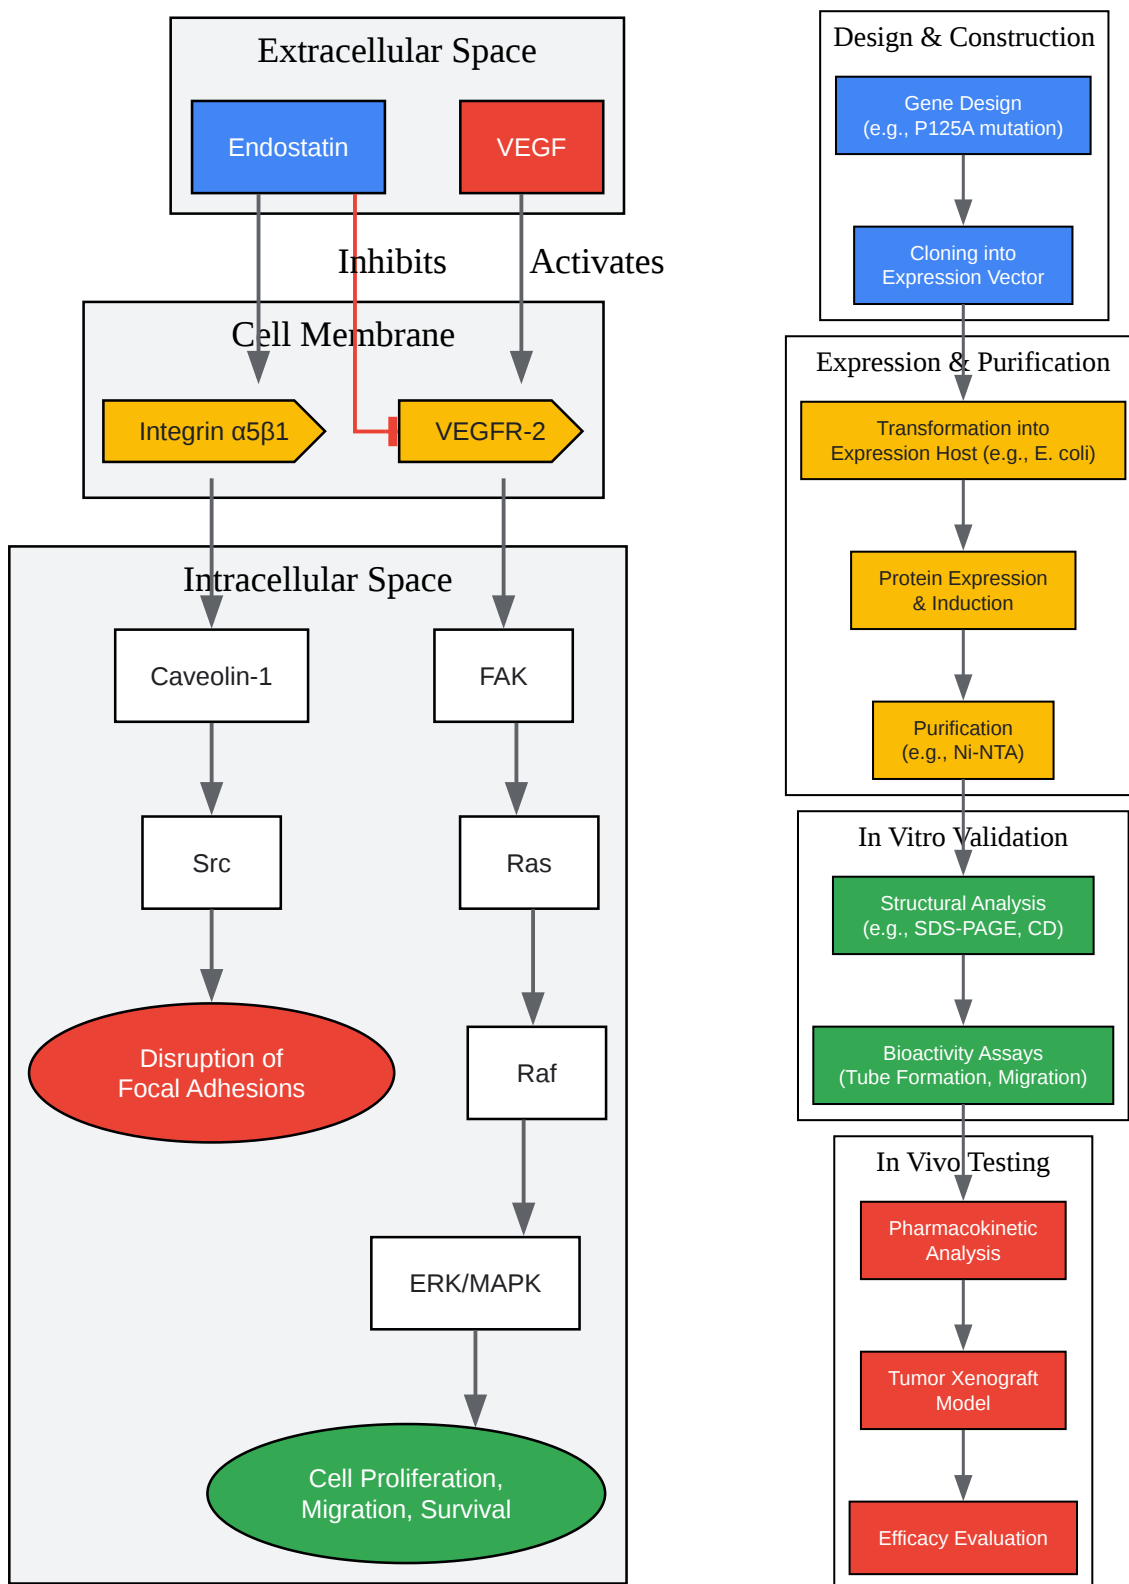 Extracellular Space
Endostatin
VEGF
Inhibits
Activates
Cell Membrane
Integrin α5β1
VEGFR-2
Intracellular Space
Caveolin-1
FAK
Src
Ras
Disruption of
Focal Adhesions
Raf
ERK/MAPK
Cell Proliferation,
Migration, Survival
Design & Construction
Gene Design
(e.g., P125A mutation)
Cloning into
Expression Vector
Expression & Purification
Transformation into
Expression Host (e.g., E. coli)
Protein Expression
& Induction
Purification
(e.g., Ni-NTA)
In Vitro Validation
Structural Analysis
(e.g., SDS-PAGE, CD)
Bioactivity Assays
(Tube Formation, Migration)
In Vivo Testing
Pharmacokinetic
Analysis
Tumor Xenograft
Model
Efficacy Evaluation